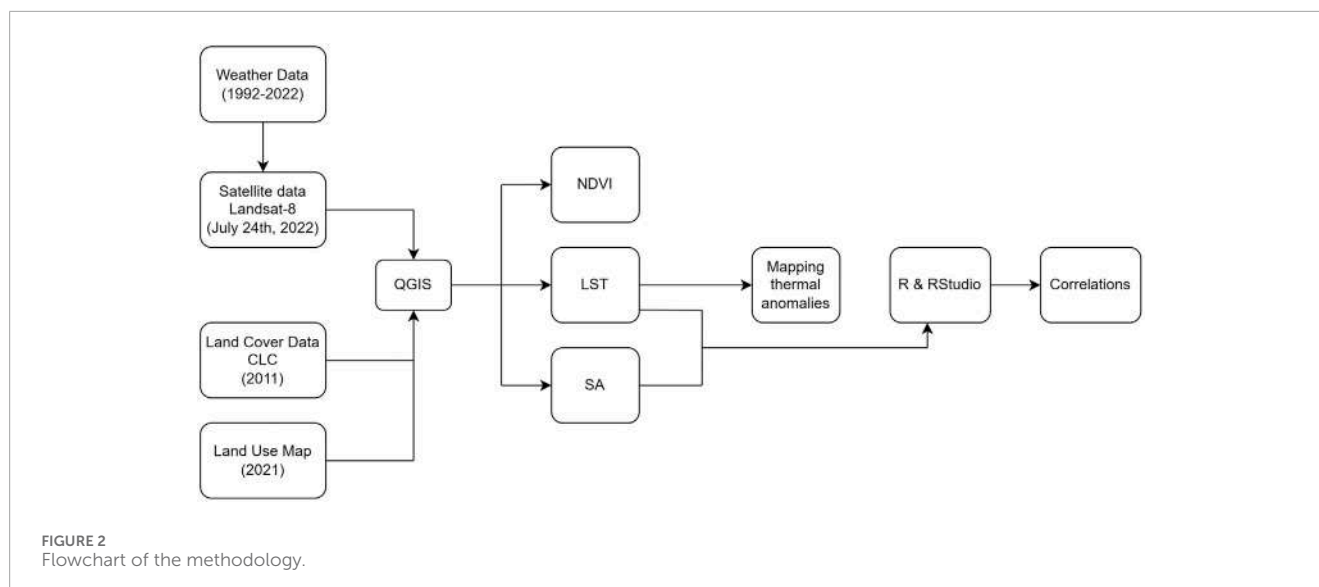 Weather Data
(1992-2022)
Satellite data
Landsat-8
(July 24th, 2022)
Land Cover Data
CLC
(2011)
Land Use Map
(2021)
QGIS
NDVI
LST
SA
Mapping
thermal
anomalies
R & RStudio
Correlations
FIGURE 2
Flowchart of the methodology.